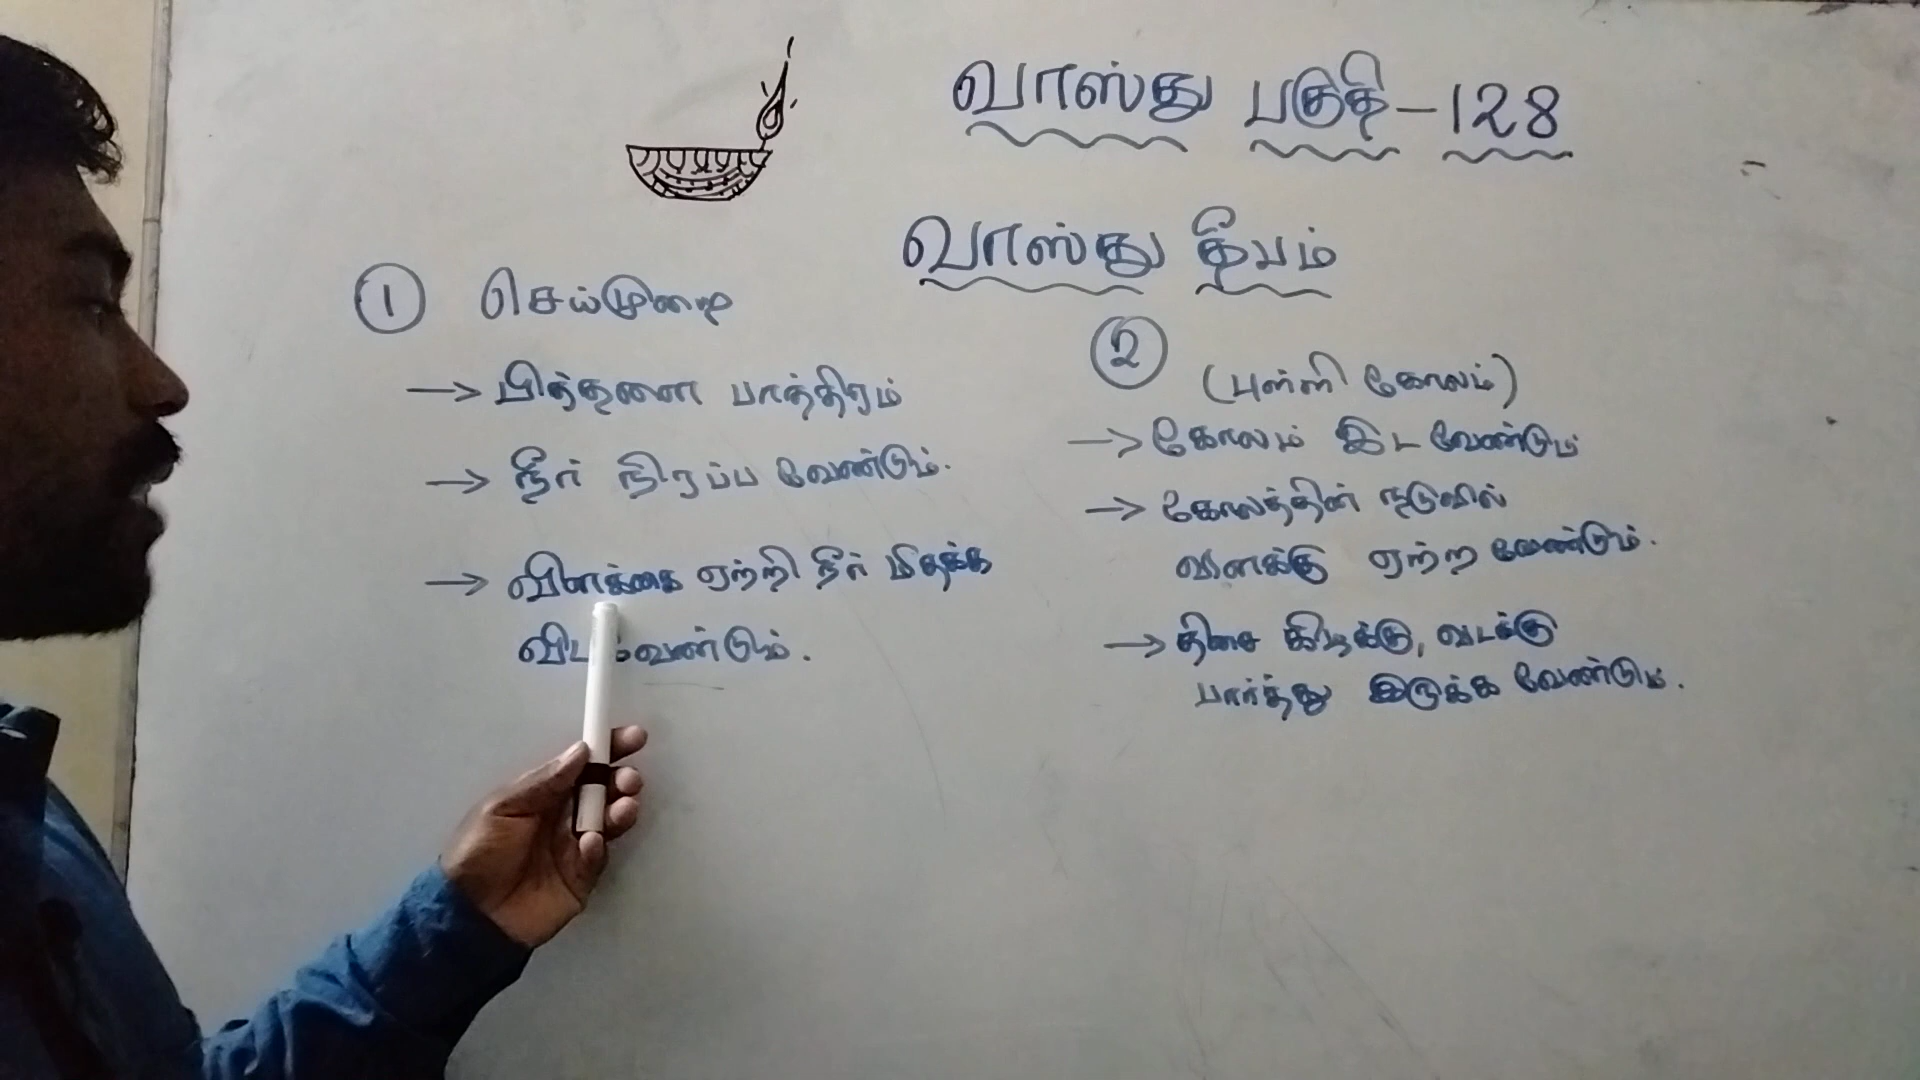 வாஸ்து பகுதி - 128
வாஸ்து தீபம்
① செய்முறை
→ பித்தளை பாத்திரம்
→ நீர் நிரப்ப வேண்டும்.
→ விளக்கை ஏற்றி நீர் மிதக்க
விட வேண்டும்.
②
(புள்ளி கோலம்)
→ கோலம் இட வேண்டும்
→ கோலத்தின் நடுவில்
விளக்கு ஏற்ற வேண்டும்.
→ திசை கிழக்கு, வடக்கு
பார்த்து இருக்க வேண்டும்.